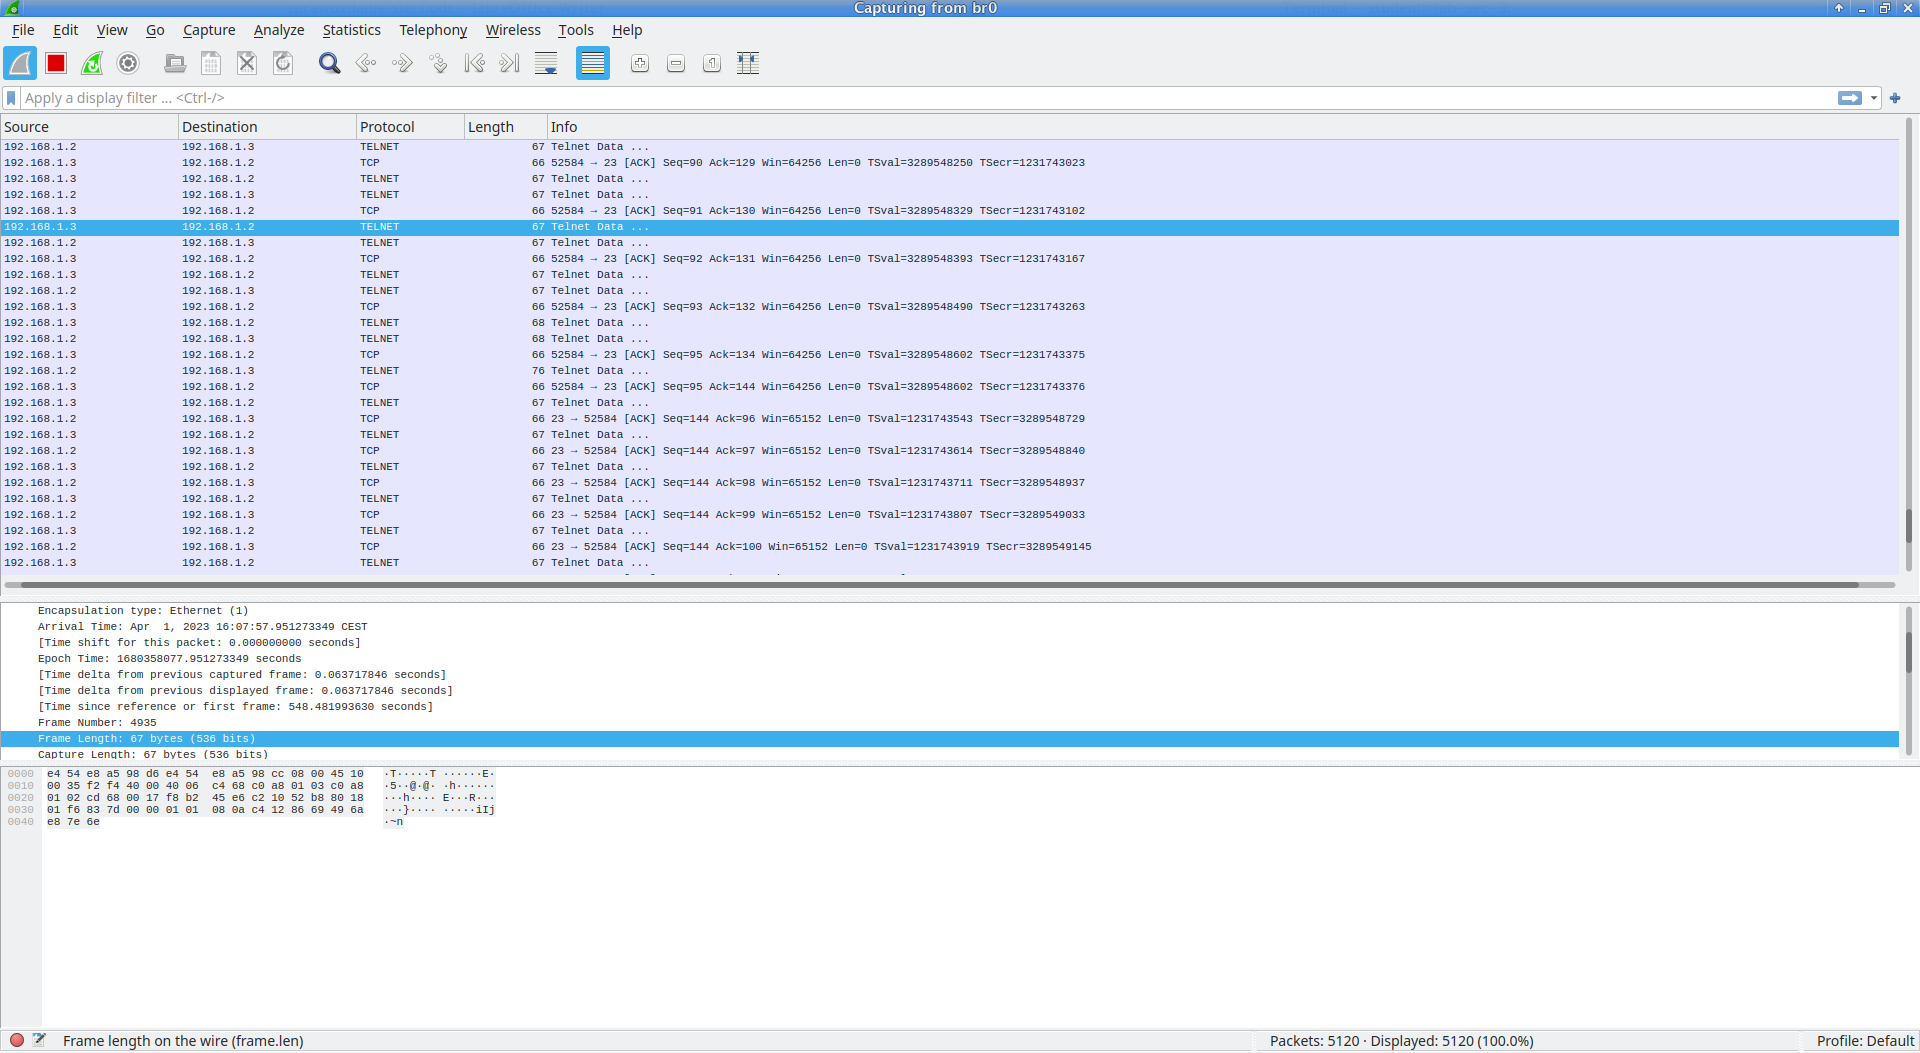 Capturing from br0
File Edit View Go Capture Analyze Statistics Telephony Wireless Tools Help
Apply a display filter ... <Ctrl-/>
Source Destination Protocol Length Info
192.168.1.2 192.168.1.3 TELNET 67 Telnet Data ...
192.168.1.3 192.168.1.2 TCP 66 52584 → 23 [ACK] Seq=90 Ack=129 Win=64256 Len=0 TSval=3289548250 TSecr=1231743023
192.168.1.3 192.168.1.2 TELNET 67 Telnet Data ...
192.168.1.2 192.168.1.3 TELNET 67 Telnet Data ...
192.168.1.3 192.168.1.2 TCP 66 52584 → 23 [ACK] Seq=91 Ack=130 Win=64256 Len=0 TSval=3289548329 TSecr=1231743102
192.168.1.3 192.168.1.2 TELNET 67 Telnet Data ...
192.168.1.2 192.168.1.3 TELNET 67 Telnet Data ...
192.168.1.3 192.168.1.2 TCP 66 52584 → 23 [ACK] Seq=92 Ack=131 Win=64256 Len=0 TSval=3289548393 TSecr=1231743167
192.168.1.3 192.168.1.2 TELNET 67 Telnet Data ...
192.168.1.2 192.168.1.3 TELNET 67 Telnet Data ...
192.168.1.3 192.168.1.2 TCP 66 52584 → 23 [ACK] Seq=93 Ack=132 Win=64256 Len=0 TSval=3289548490 TSecr=1231743263
192.168.1.3 192.168.1.2 TELNET 68 Telnet Data ...
192.168.1.2 192.168.1.3 TELNET 68 Telnet Data ...
192.168.1.3 192.168.1.2 TCP 66 52584 → 23 [ACK] Seq=95 Ack=134 Win=64256 Len=0 TSval=3289548602 TSecr=1231743375
192.168.1.2 192.168.1.3 TELNET 76 Telnet Data ...
192.168.1.3 192.168.1.2 TCP 66 52584 → 23 [ACK] Seq=95 Ack=144 Win=64256 Len=0 TSval=3289548602 TSecr=1231743376
192.168.1.3 192.168.1.2 TELNET 67 Telnet Data ...
192.168.1.2 192.168.1.3 TCP 66 23 → 52584 [ACK] Seq=144 Ack=96 Win=65152 Len=0 TSval=1231743543 TSecr=3289548729
192.168.1.3 192.168.1.2 TELNET 67 Telnet Data ...
192.168.1.2 192.168.1.3 TCP 66 23 → 52584 [ACK] Seq=144 Ack=97 Win=65152 Len=0 TSval=1231743614 TSecr=3289548840
192.168.1.3 192.168.1.2 TELNET 67 Telnet Data ...
192.168.1.2 192.168.1.3 TCP 66 23 → 52584 [ACK] Seq=144 Ack=98 Win=65152 Len=0 TSval=1231743711 TSecr=3289548937
192.168.1.3 192.168.1.2 TELNET 67 Telnet Data ...
192.168.1.2 192.168.1.3 TCP 66 23 → 52584 [ACK] Seq=144 Ack=99 Win=65152 Len=0 TSval=1231743807 TSecr=3289549033
192.168.1.3 192.168.1.2 TELNET 67 Telnet Data ...
192.168.1.2 192.168.1.3 TCP 66 23 → 52584 [ACK] Seq=144 Ack=100 Win=65152 Len=0 TSval=1231743919 TSecr=3289549145
192.168.1.3 192.168.1.2 TELNET 67 Telnet Data ...
Encapsulation type: Ethernet (1)
Arrival Time: Apr  1, 2023 16:07:57.951273349 CEST
[Time shift for this packet: 0.000000000 seconds]
Epoch Time: 1680358077.951273349 seconds
[Time delta from previous captured frame: 0.063717846 seconds]
[Time delta from previous displayed frame: 0.063717846 seconds]
[Time since reference or first frame: 548.481993630 seconds]
Frame Number: 4935
Frame Length: 67 bytes (536 bits)
Capture Length: 67 bytes (536 bits)
0000 e4 54 e8 a5 98 d6 e4 54 e8 a5 98 cc 08 00 45 10 ·T·····T ······E·
0010 00 35 f2 f4 40 00 40 06 c4 68 c0 a8 01 03 c0 a8 ·5··@·@· ·h······
0020 01 02 cd 68 00 17 f8 b2 45 e6 c2 10 52 b8 80 18 ···h···· E···R···
0030 01 f6 83 7d 00 00 01 01 08 0a c4 12 86 69 49 6a ···}···· ·····iIj
0040 e8 7e 6e ·~n
Frame length on the wire (frame.len) Packets: 5120 · Displayed: 5120 (100.0%) Profile: Default